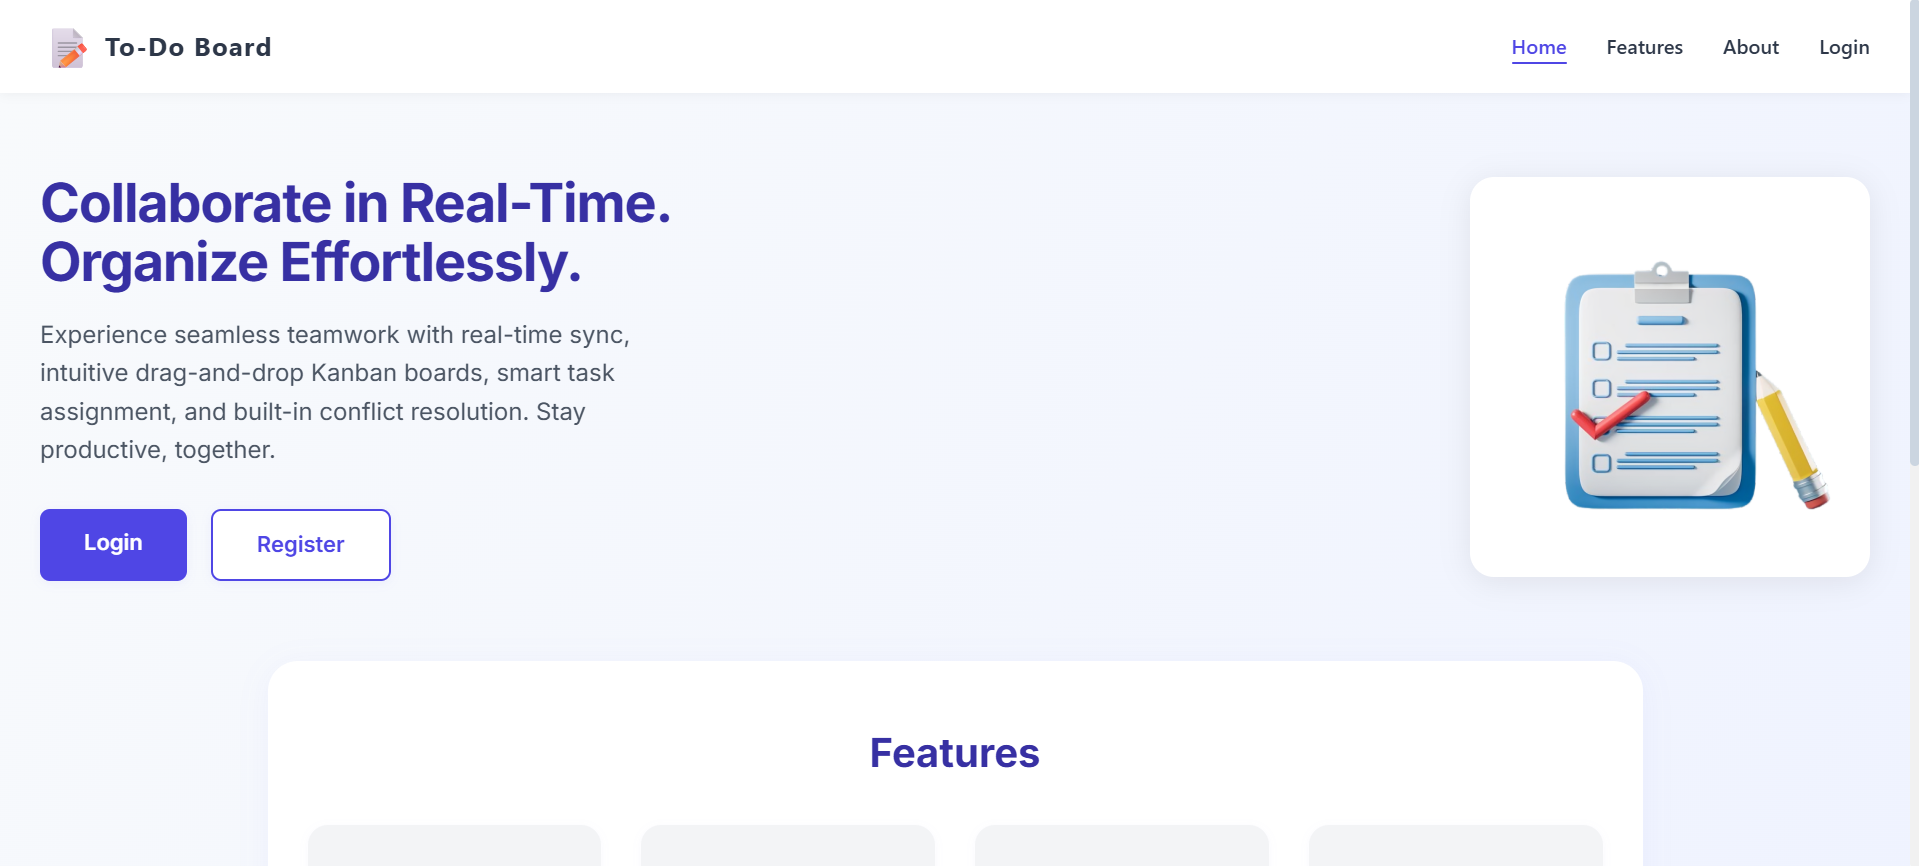 To-Do Board
Home
Features
About
Login
Collaborate in Real-Time.
Organize Effortlessly.
Experience seamless teamwork with real-time sync,
intuitive drag-and-drop Kanban boards, smart task
assignment, and built-in conflict resolution. Stay
productive, together.
Login
Register
Features